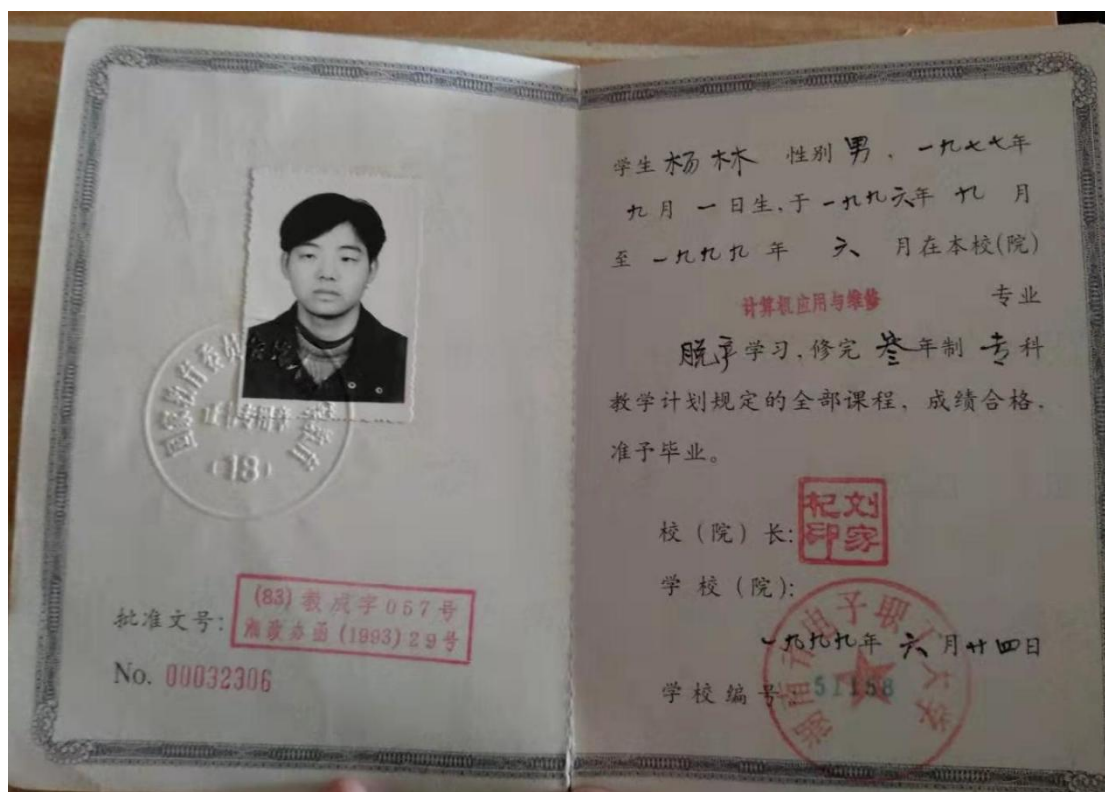 批准文号:
(83)教成字057号
湘政办函(1993)29号
No. 00032306
(18)
学生 杨林 性别 男 , 一九七七年
九月 一日生,于一九九六年 九 月
至 一九九九 年 六 月在本校(院)
计算机应用与维修 专业
脱产学习,修完 叁年制 专科
教学计划规定的全部课程,成绩合格,
准予毕业。
校(院)长:
刘家杞印
学校(院):
一九九九年 六月廿四日
学校编号: 51158